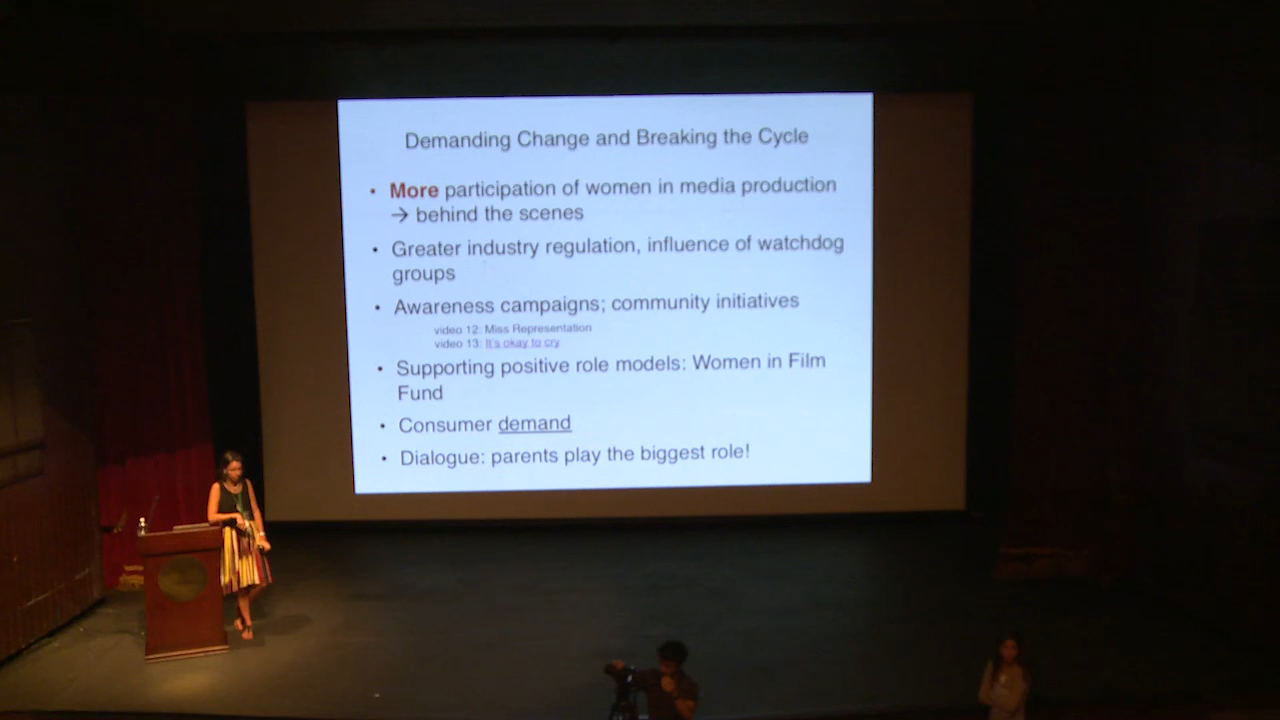 Demanding Change and Breaking the Cycle
• More participation of women in media production
→ behind the scenes
• Greater industry regulation, influence of watchdog
groups
• Awareness campaigns; community initiatives
video 12: Miss Representation
video 13: It's okay to cry
• Supporting positive role models: Women in Film
Fund
• Consumer demand
• Dialogue: parents play the biggest role!